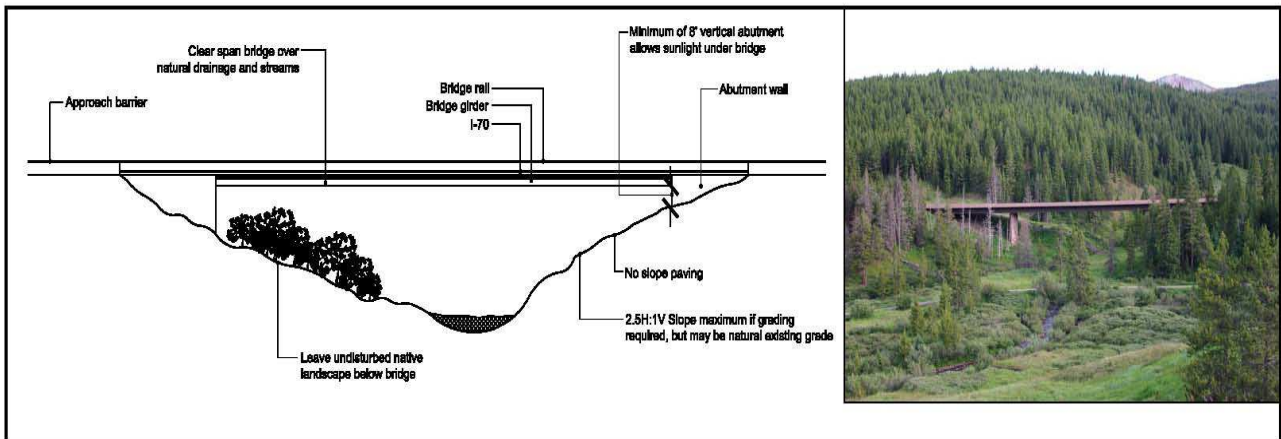 Minimum of 8' vertical abutment
allows sunlight under bridge
Clear span bridge over
natural drainage and streams
Approach barrier
Bridge rail
Bridge girder
I-70
Abutment wall
No slope paving
2.5H:1V Slope maximum if grading
required, but may be natural existing grade
Leave undisturbed native
landscape below bridge